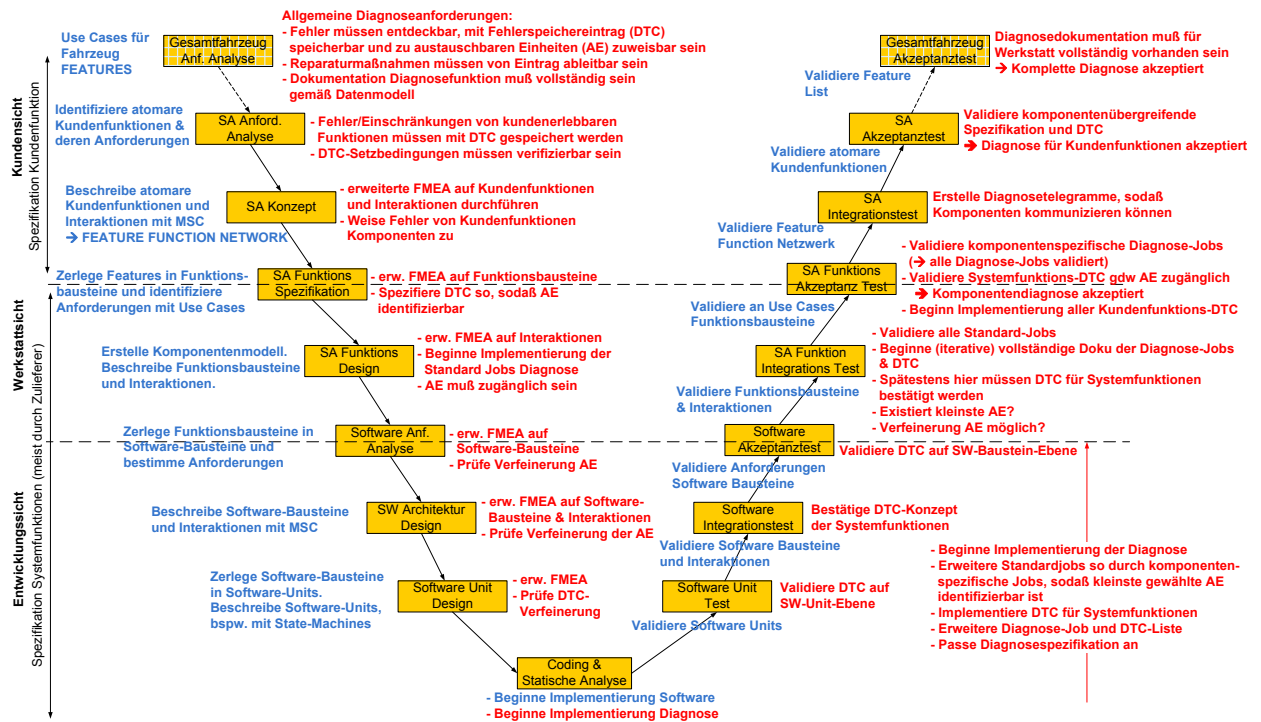 Kundensicht
Spezifikation Kundenfunktion
Werkstattsicht
Entwicklungssicht
Spezifikation Systemfunktionen (meist durch Zulieferer)
Use Cases für
Fahrzeug
FEATURES
Gesamtfahrzeug
Anf. Analyse
Allgemeine Diagnoseanforderungen:
- Fehler müssen entdeckbar, mit Fehlerspeichereintrag (DTC)
speicherbar und zu austauschbaren Einheiten (AE) zuweisbar sein
- Reparaturmaßnahmen müssen von Eintrag ableitbar sein
- Dokumentation Diagnosefunktion muß vollständig sein
gemäß Datenmodell
Identifiziere atomare
Kundenfunktionen &
deren Anforderungen
SA Anford.
Analyse
- Fehler/Einschränkungen von kundenerlebbaren
Funktionen müssen mit DTC gespeichert werden
- DTC-Setzbedingungen müssen verifizierbar sein
Beschreibe atomare
Kundenfunktionen und
Interaktionen mit MSC
→ FEATURE FUNCTION NETWORK
SA Konzept
- erweiterte FMEA auf Kundenfunktionen
und Interaktionen durchführen
- Weise Fehler von Kundenfunktionen
Komponenten zu
Zerlege Features in Funktions-
bausteine und identifiziere
Anforderungen mit Use Cases
SA Funktions
Spezifikation
- erw. FMEA auf Funktionsbausteine
- Spezifiere DTC so, sodaß AE
identifizierbar
Erstelle Komponentenmodell.
Beschreibe Funktionsbausteine
und Interaktionen.
SA Funktions
Design
- erw. FMEA auf Interaktionen
- Beginne Implementierung der
Standard Jobs Diagnose
- AE muß zugänglich sein
Zerlege Funktionsbausteine in
Software-Bausteine und
bestimme Anforderungen
Software Anf.
Analyse
- erw. FMEA auf
Software-Bausteine
- Prüfe Verfeinerung AE
Beschreibe Software-Bausteine
und Interaktionen mit MSC
SW Architektur
Design
- erw. FMEA auf Software-
Bausteine & Interaktionen
- Prüfe Verfeinerung der AE
Zerlege Software-Bausteine
in Software-Units.
Beschreibe Software-Units,
bspw. mit State-Machines
Software Unit
Design
- erw. FMEA
- Prüfe DTC-
Verfeinerung
Coding &
Statische Analyse
- Beginne Implementierung Software
- Beginne Implementierung Diagnose
Validiere Software Units
Software Unit
Test
Validiere DTC auf
SW-Unit-Ebene
Validiere Software Bausteine
und Interaktionen
Software
Integrationstest
Bestätige DTC-Konzept
der Systemfunktionen
Validiere Anforderungen
Software Bausteine
Software
Akzeptanztest
Validiere DTC auf SW-Baustein-Ebene
Validiere Funktionsbausteine
& Interaktionen
SA Funktion
Integrations Test
- Validiere alle Standard-Jobs
- Beginne (iterative) vollständige Doku der Diagnose-Jobs
& DTC
- Spätestens hier müssen DTC für Systemfunktionen
bestätigt werden
- Existiert kleinste AE?
- Verfeinerung AE möglich?
Validiere an Use Cases
Funktionsbausteine
SA Funktions
Akzeptanz Test
- Validiere komponentenspezifische Diagnose-Jobs
(→ alle Diagnose-Jobs validiert)
- Validiere Systemfunktions-DTC gdw AE zugänglich
→ Komponentendiagnose akzeptiert
- Beginn Implementierung aller Kundenfunktions-DTC
Validiere Feature
Function Netzwerk
SA
Integrationstest
Erstelle Diagnosetelegramme, sodaß
Komponenten kommunizieren können
Validiere atomare
Kundenfunktionen
SA
Akzeptanztest
Validiere komponentenübergreifende
Spezifikation und DTC
→ Diagnose für Kundenfunktionen akzeptiert
Validiere Feature
List
Gesamtfahrzeug
Akzeptanztest
Diagnosedokumentation muß für
Werkstatt vollständig vorhanden sein
→ Komplette Diagnose akzeptiert
- Beginne Implementierung der Diagnose
- Erweitere Standardjobs so durch komponenten-
spezifische Jobs, sodaß kleinste gewählte AE
identifizierbar ist
- Implementiere DTC für Systemfunktionen
- Erweitere Diagnose-Job und DTC-Liste
- Passe Diagnosespezifikation an